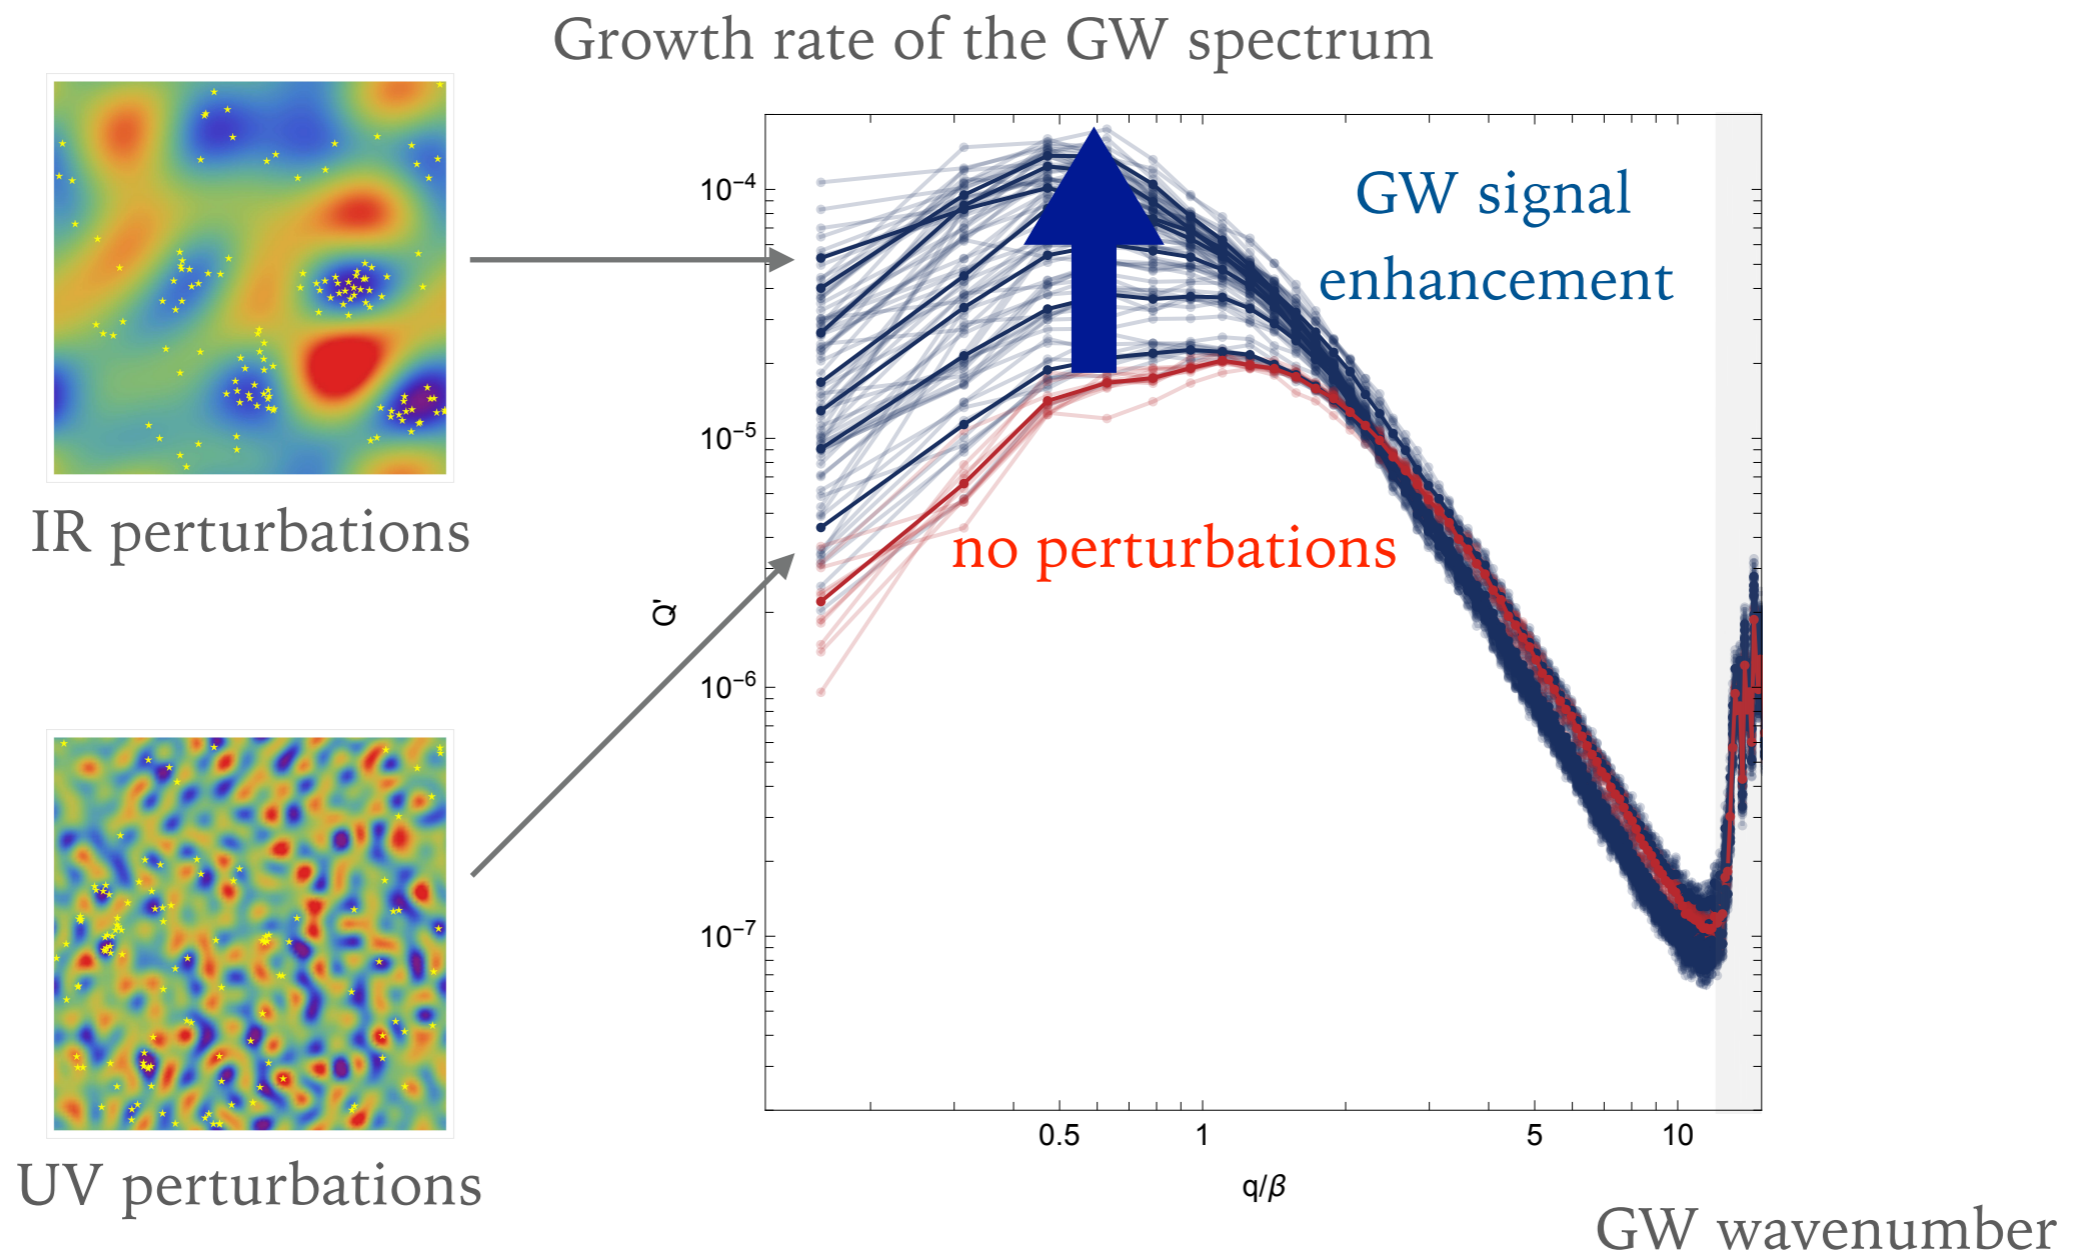 Growth rate of the GW spectrum
IR perturbations
UV perturbations
GW signal
enhancement
no perturbations
Q'
10⁻⁴
10⁻⁵
10⁻⁶
10⁻⁷
0.5 1 5 10
q/β
GW wavenumber